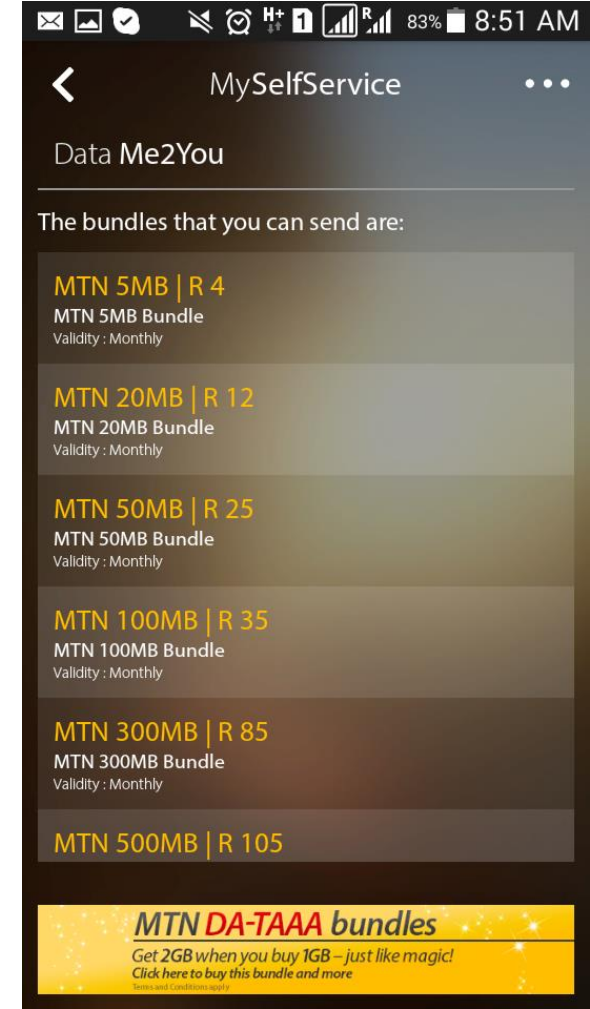 H+ 1 R 83% 8:51 AM
MySelfService
Data Me2You
The bundles that you can send are:
MTN 5MB | R 4
MTN 5MB Bundle
Validity : Monthly
MTN 20MB | R 12
MTN 20MB Bundle
Validity : Monthly
MTN 50MB | R 25
MTN 50MB Bundle
Validity : Monthly
MTN 100MB | R 35
MTN 100MB Bundle
Validity : Monthly
MTN 300MB | R 85
MTN 300MB Bundle
Validity : Monthly
MTN 500MB | R 105
MTN DA-TAAA bundles
Get 2GB when you buy 1GB – just like magic!
Click here to buy this bundle and more
Terms and Conditions apply